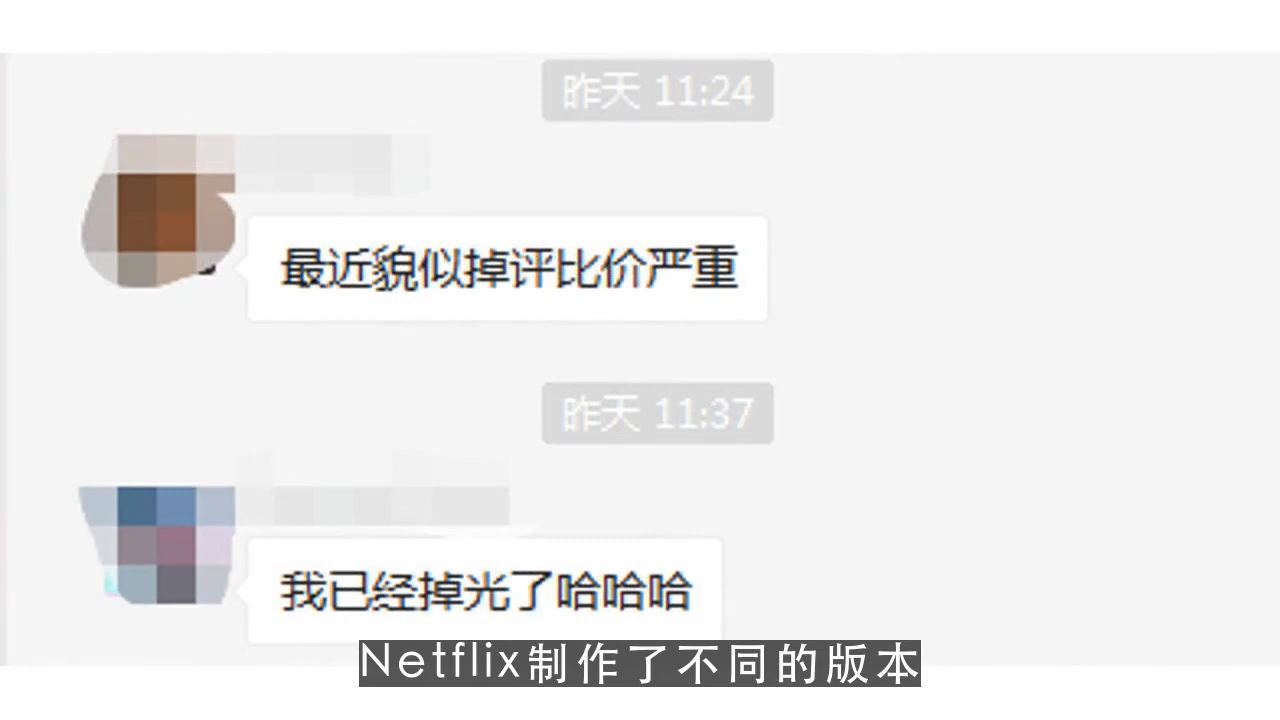 昨天 11:24
最近貌似掉评比价严重
昨天 11:37
我已经掉光了哈哈哈
Netflix制作了不同的版本